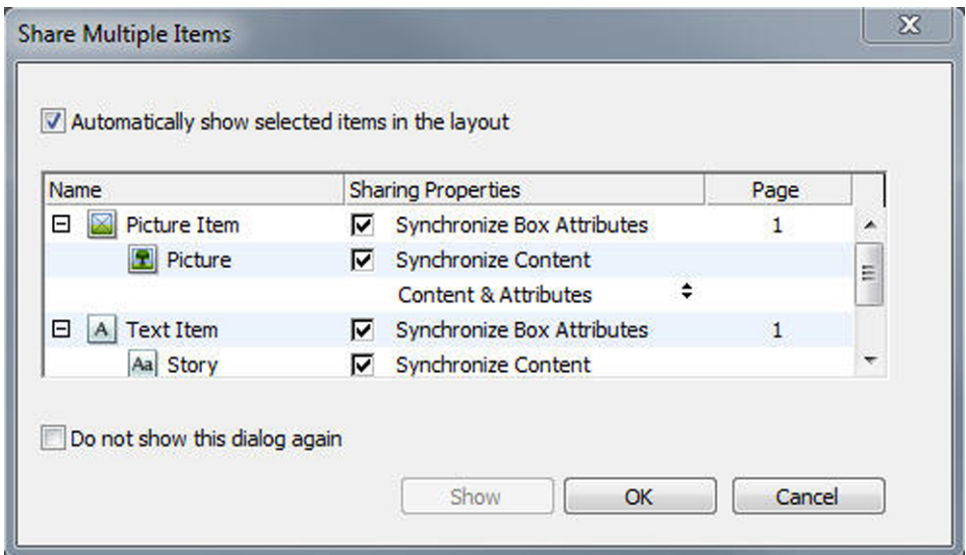 Share Multiple Items
Automatically show selected items in the layout
Name Sharing Properties Page
Picture Item Synchronize Box Attributes 1
Picture Synchronize Content
Content & Attributes
A Text Item Synchronize Box Attributes 1
Aa Story Synchronize Content
Do not show this dialog again
Show OK Cancel